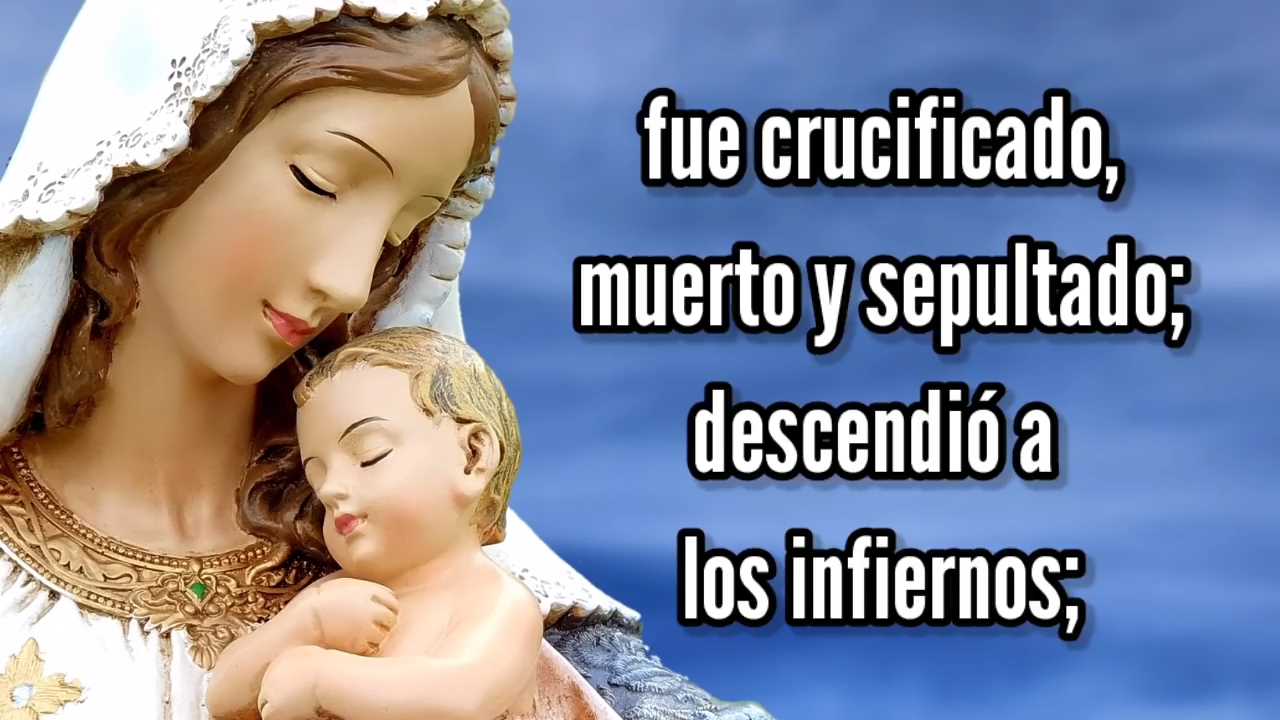 fue crucificado,
muerto y sepultado;
descendió a
los infiernos;